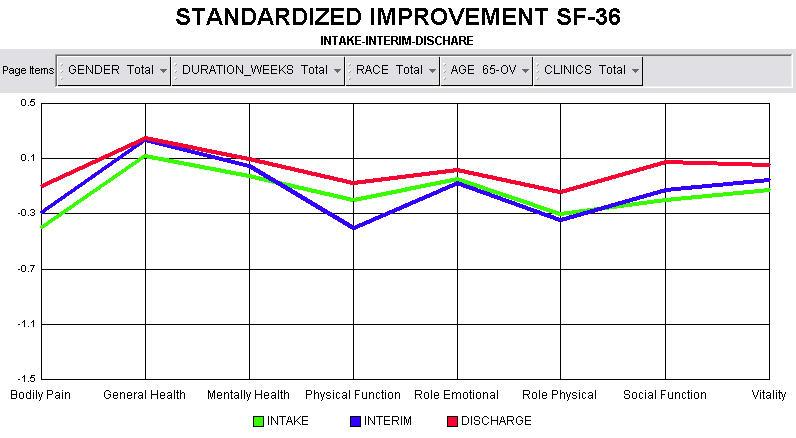 STANDARDIZED IMPROVEMENT SF-36
INTAKE-INTERIM-DISCHARE
Page Items GENDER Total DURATION_WEEKS Total RACE Total AGE 65-OV CLINICS Total
0.5
0.1
-0.3
-0.7
-1.1
-1.5
Bodily Pain General Health Mentally Health Physical Function Role Emotional Role Physical Social Function Vitality
INTAKE INTERIM DISCHARGE